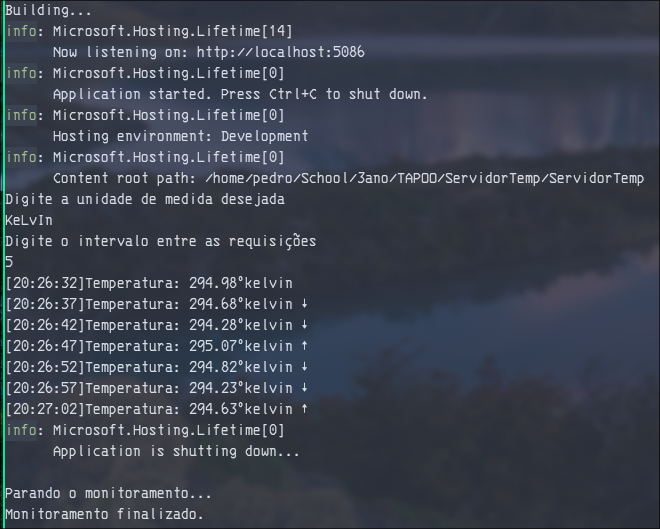 Building...
info: Microsoft.Hosting.Lifetime[14]
Now listening on: http://localhost:5086
info: Microsoft.Hosting.Lifetime[0]
Application started. Press Ctrl+C to shut down.
info: Microsoft.Hosting.Lifetime[0]
Hosting environment: Development
info: Microsoft.Hosting.Lifetime[0]
Content root path: /home/pedro/School/3ano/TAPOO/ServidorTemp/ServidorTemp
Digite a unidade de medida desejada
KeLvIn
Digite o intervalo entre as requisições
5
[20:26:32]Temperatura: 294.98°kelvin
[20:26:37]Temperatura: 294.68°kelvin ↓
[20:26:42]Temperatura: 294.28°kelvin ↓
[20:26:47]Temperatura: 295.07°kelvin ↑
[20:26:52]Temperatura: 294.82°kelvin ↓
[20:26:57]Temperatura: 294.23°kelvin ↓
[20:27:02]Temperatura: 294.63°kelvin ↑
info: Microsoft.Hosting.Lifetime[0]
Application is shutting down...
Parando o monitoramento...
Monitoramento finalizado.